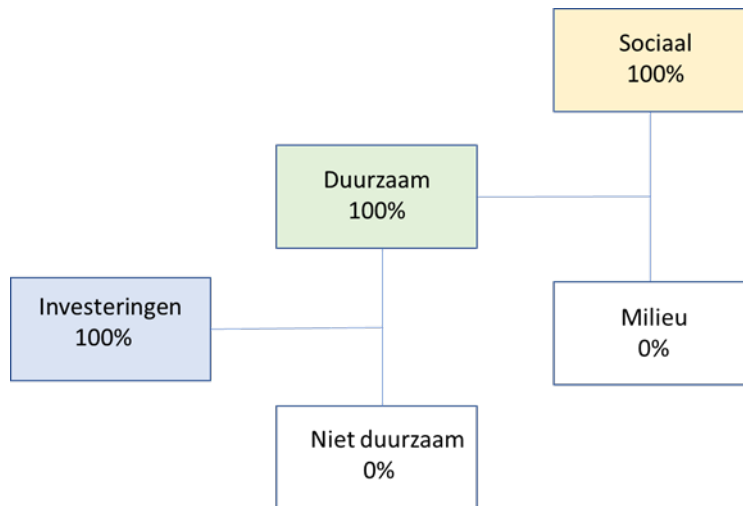 Sociaal
100%
Duurzaam
100%
Investeringen
100%
Milieu
0%
Niet duurzaam
0%